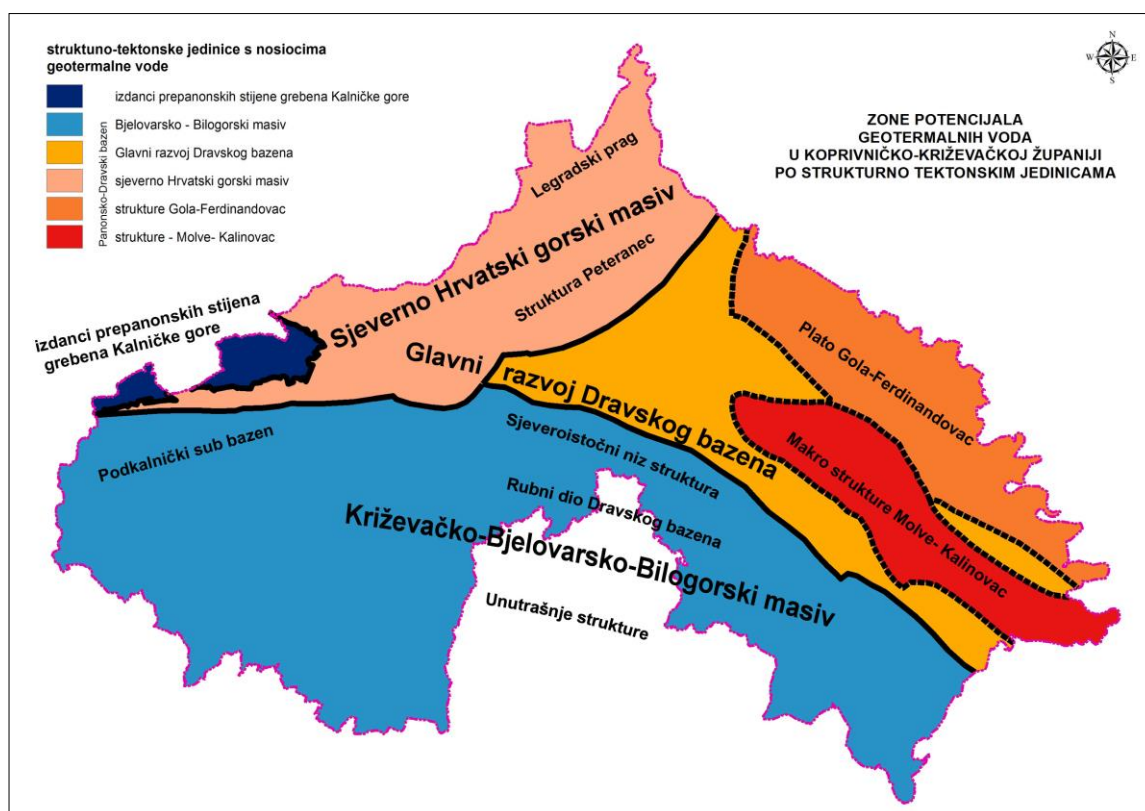 struktuno-tektonske jedinice s nosiocima
geotermalne vode
izdanci prepanonskih stijene grebena Kalničke gore
Bjelovarsko - Bilogorski masiv
Glavni razvoj Dravskog bazena
sjeverno Hrvatski gorski masiv
strukture Gola-Ferdinandovac
strukture - Molve- Kalinovac
Panonsko-Dravski bazen
N
W
E
S
ZONE POTENCIJALA
GEOTERMALNIH VODA
U KOPRIVNIČKO-KRIŽEVAČKOJ ŽUPANIJI
PO STRUKTURNO TEKTONSKIM JEDINICAMA
Legradski prag
Sjeverno Hrvatski gorski masiv
Struktura Peteranec
izdanci prepanonskih stijena
grebena Kalničke gore
Glavni razvoj Dravskog bazena
Plato Gola-Ferdinandovac
Makro strukture Molve- Kalinovac
Podkalnički sub bazen
Sjeveroistočni niz struktura
Rubni dio Dravskog bazena
Križevačko-Bjelovarsko-Bilogorski masiv
Unutrašnje strukture